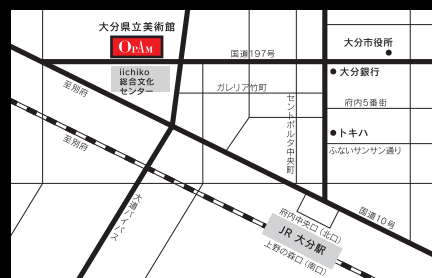 大分県立美術館
OPAM
国道197号
大分市役所
iichiko
総合文化
センター
大分銀行
至別府
ガレリア竹町
セントポルタ中央町
府内5番街
トキハ
至別府
ふないサンサン通り
大道バイパス
国道10号
府内中央口(北口)
JR 大分駅
上野の森口(南口)